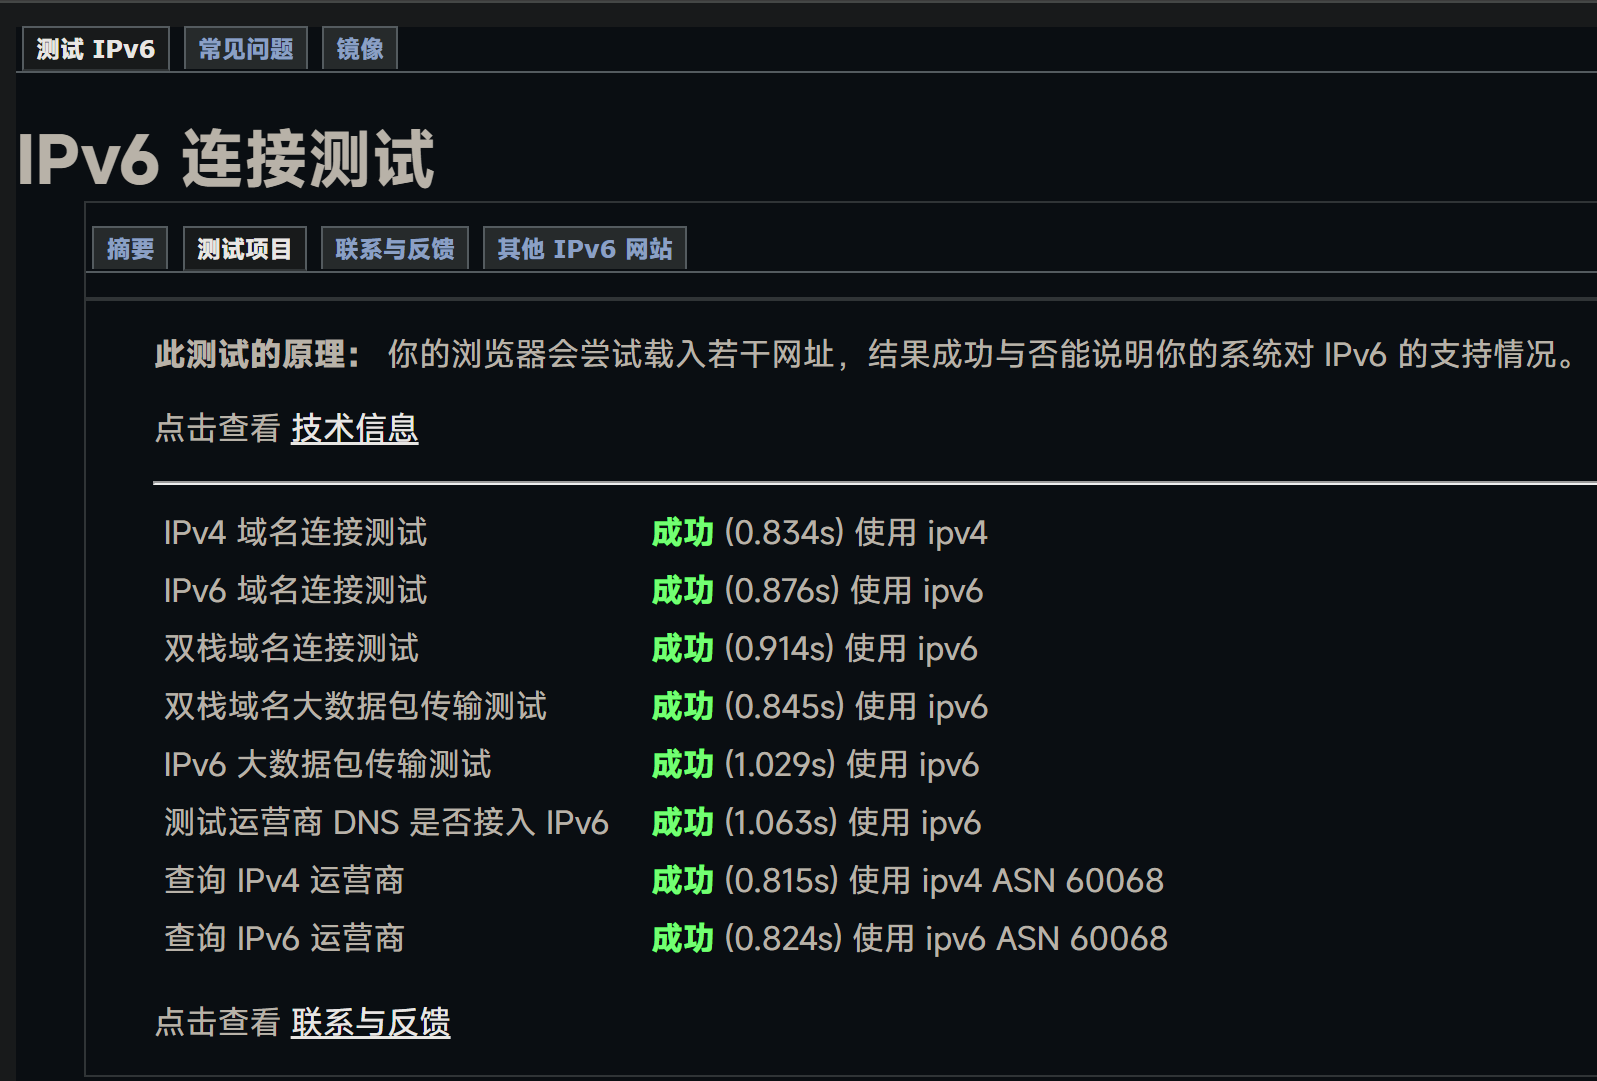 测试 IPv6 常见问题 镜像
IPv6 连接测试
摘要 测试项目 联系与反馈 其他 IPv6 网站
此测试的原理： 你的浏览器会尝试载入若干网址，结果成功与否能说明你的系统对 IPv6 的支持情况。
点击查看 技术信息
IPv4 域名连接测试 成功 (0.834s) 使用 ipv4
IPv6 域名连接测试 成功 (0.876s) 使用 ipv6
双栈域名连接测试 成功 (0.914s) 使用 ipv6
双栈域名大数据包传输测试 成功 (0.845s) 使用 ipv6
IPv6 大数据包传输测试 成功 (1.029s) 使用 ipv6
测试运营商 DNS 是否接入 IPv6 成功 (1.063s) 使用 ipv6
查询 IPv4 运营商 成功 (0.815s) 使用 ipv4 ASN 60068
查询 IPv6 运营商 成功 (0.824s) 使用 ipv6 ASN 60068
点击查看 联系与反馈